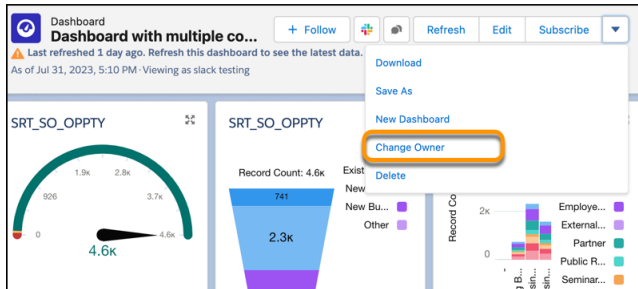 Dashboard
Dashboard with multiple co...
+ Follow
Refresh
Edit
Subscribe
Last refreshed 1 day ago. Refresh this dashboard to see the latest data.
As of Jul 31, 2023, 5:10 PM·Viewing as slack testing
Download
Save As
New Dashboard
Change Owner
Delete
SRT_SO_OPPTY
1.9K
2.8K
926
3.7K
0
4.6K
4.6K
SRT_SO_OPPTY
Record Count: 4.6K
Exist
New
New Bu...
Other
741
2.3K
Record Co
2K
0
Employe...
External...
Partner
Public R...
Seminar...
g B...
sin...
sin...